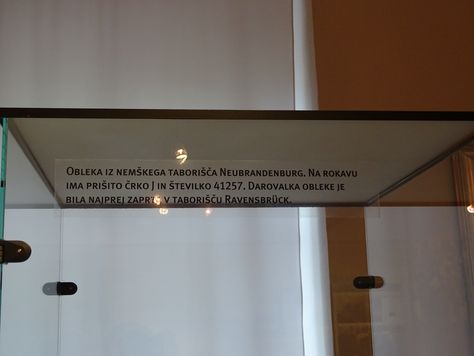 Obleka iz nemškega taborišča Neubrandenburg. Na rokavu
ima prišito črko J in številko 41257. Darovalka obleke je
bila najprej zaprta v taborišču Ravensbrück.